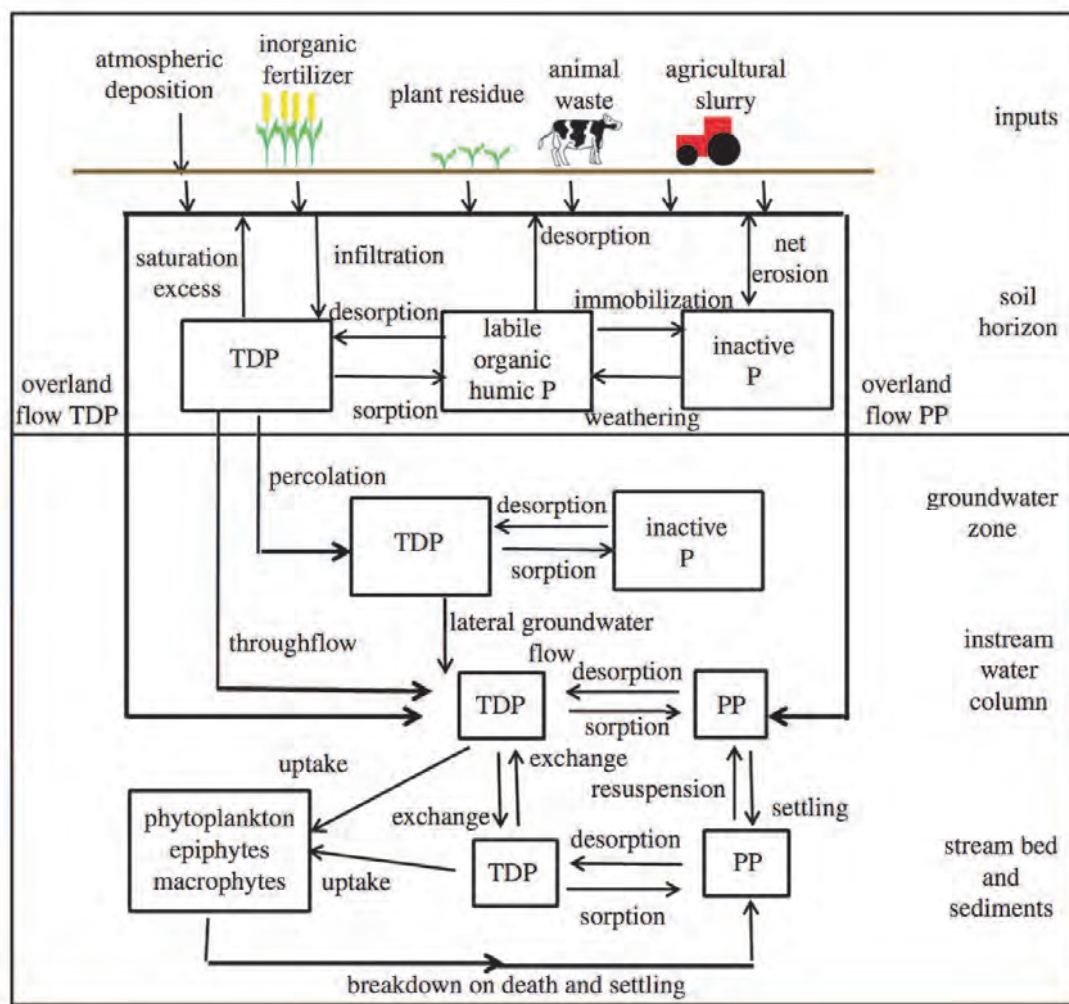 atmospheric
deposition
inorganic
fertilizer
plant residue
animal
waste
agricultural
slurry
inputs
saturation
excess
infiltration
desorption
net
erosion
desorption
immobilization
soil
horizon
TDP
labile
organic
humic P
inactive
P
sorption
weathering
overland
flow TDP
overland
flow PP
percolation
groundwater
zone
TDP
desorption
sorption
inactive
P
throughflow
lateral groundwater
flow
instream
water
column
TDP
desorption
sorption
PP
uptake
exchange
exchange
resuspension
settling
phytoplankton
epiphytes
macrophytes
uptake
TDP
desorption
sorption
PP
stream bed
and
sediments
breakdown on death and settling